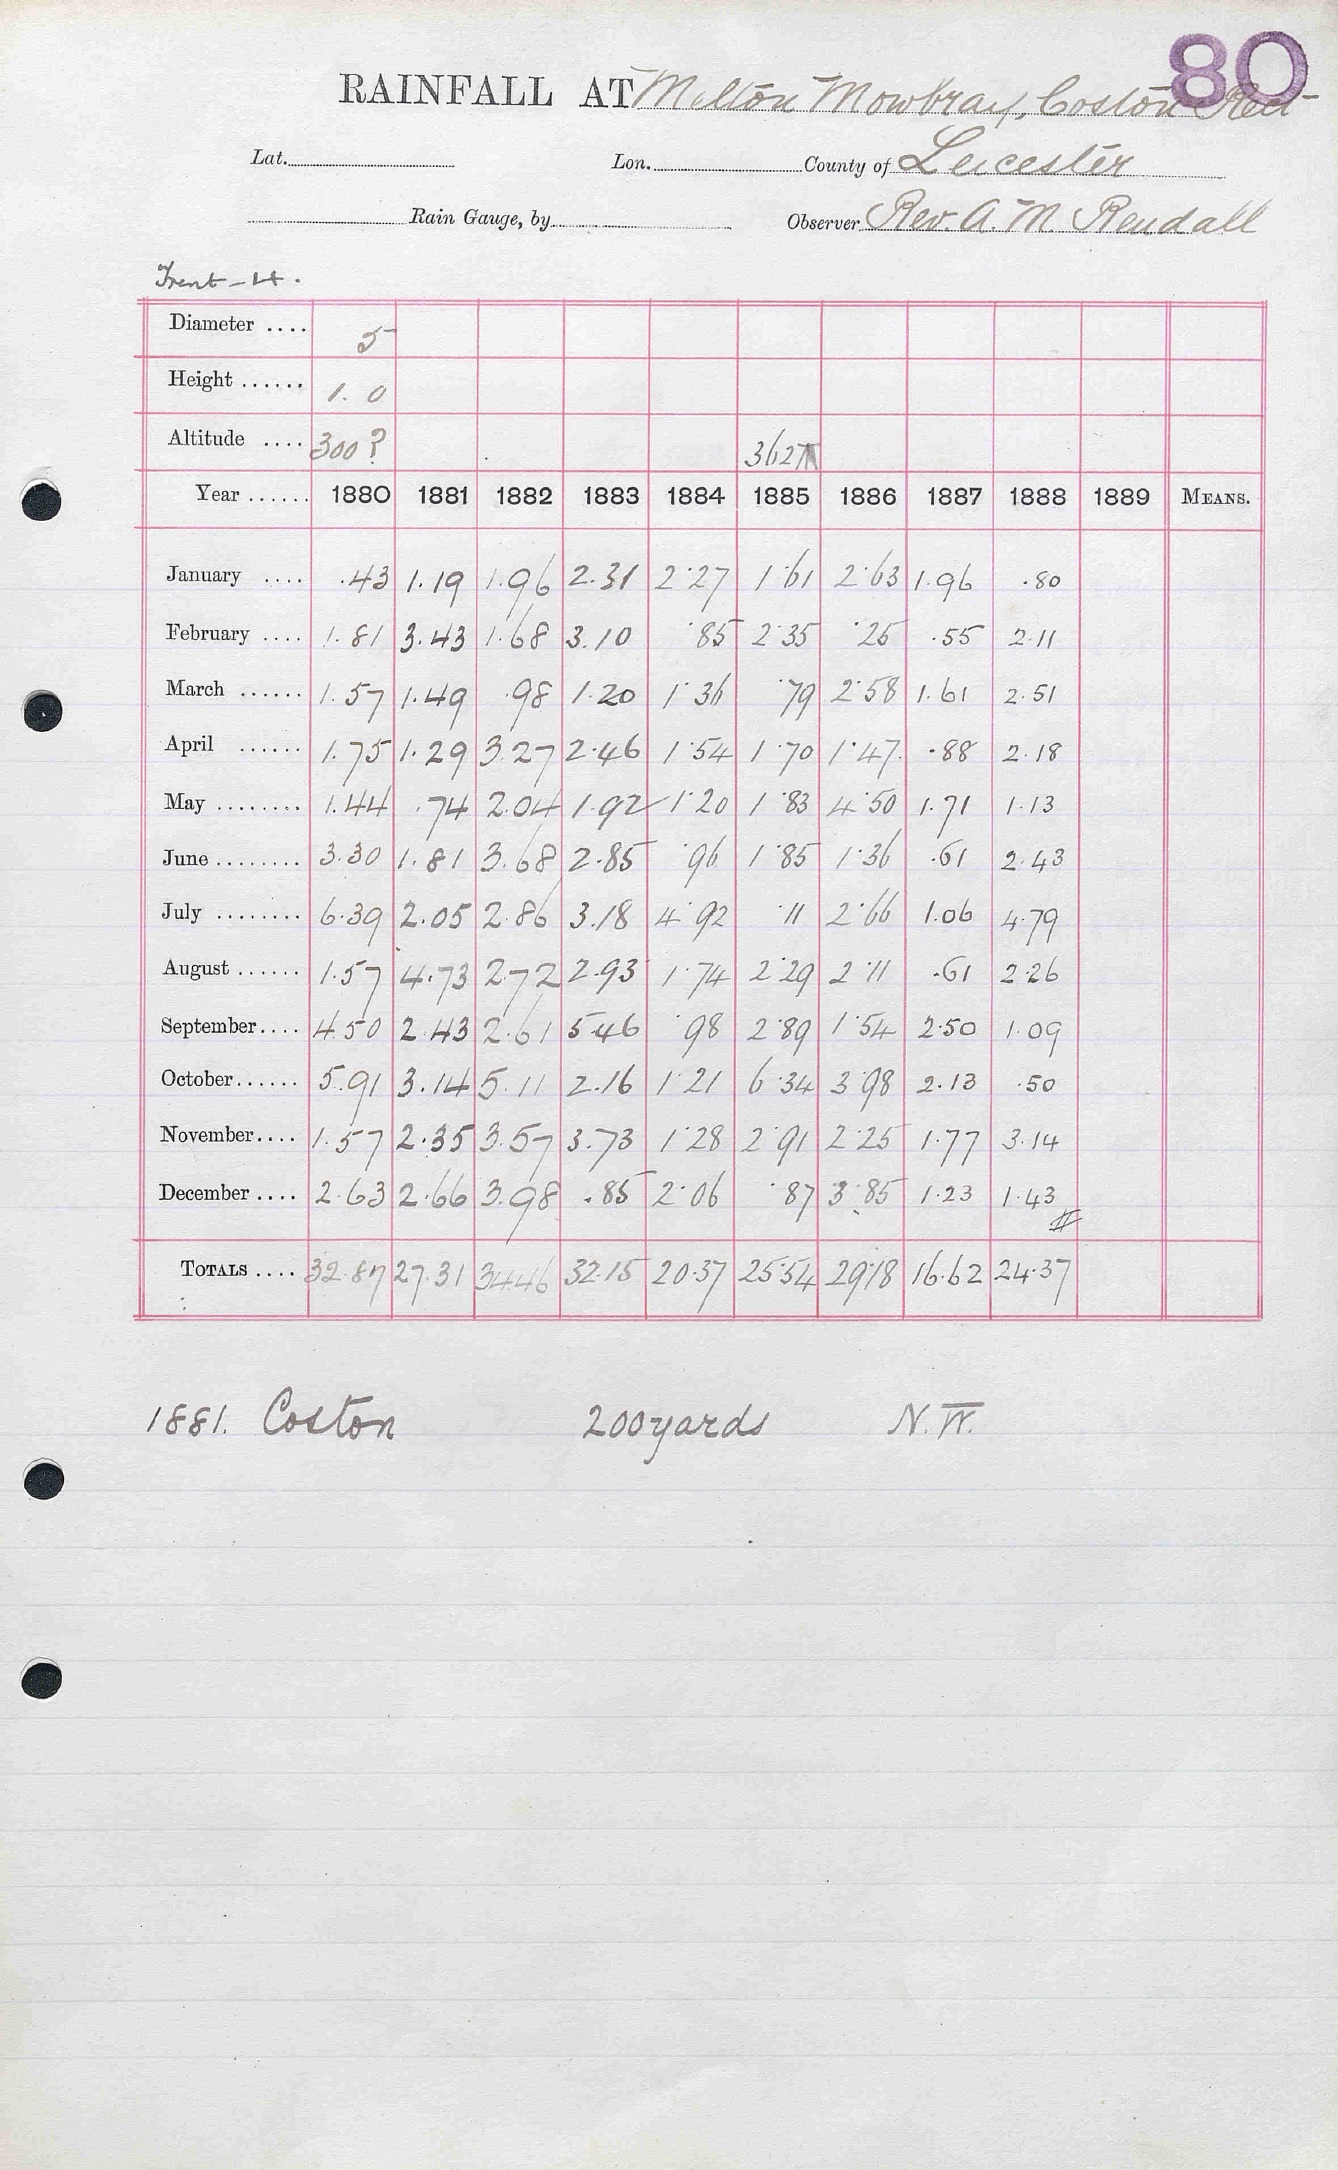 80
RAINFALL AT Melton Mowbray, Coston Rect
Lat. Lon. County of Leicester
Rain Gauge, by Observer Rev. A. M. Rendall
Trent - 4.
Diameter .... 5
Height ...... 1. 0
Altitude .... 300? 362
Year ...... 1880 1881 1882 1883 1884 1885 1886 1887 1888 1889 MEANS.
January .... .43 1.19 1.96 2.31 2.27 1.61 2.63 1.96 .80
February .... 1.81 3.43 1.68 3.10 .85 2.35 .25 .55 2.11
March ...... 1.57 1.49 .98 1.20 1.36 .79 2.58 1.61 2.51
April ...... 1.75 1.29 3.27 2.46 1.54 1.70 1.47 .88 2.18
May ........ 1.44 .74 2.04 1.92 1.20 1.83 4.50 1.71 1.13
June ........ 3.30 1.81 3.68 2.85 .96 1.85 1.36 .61 2.43
July ........ 6.39 2.05 2.86 3.18 4.92 .11 2.66 1.06 4.79
August ...... 1.57 4.73 2.72 2.93 1.74 2.29 2.11 .61 2.26
September.... 4.50 2.43 2.61 5.46 .98 2.89 1.54 2.50 1.09
October...... 5.91 3.14 5.11 2.16 1.21 6.34 3.98 2.13 .50
November.... 1.57 2.35 3.57 3.73 1.28 2.91 2.25 1.77 3.14
December .... 2.63 2.66 3.98 .85 2.06 .87 3.85 1.23 1.43
TOTALS .... 32.87 27.31 34.46 32.15 20.37 25.54 29.18 16.62 24.37
1881. Coston 200 yards N.W.